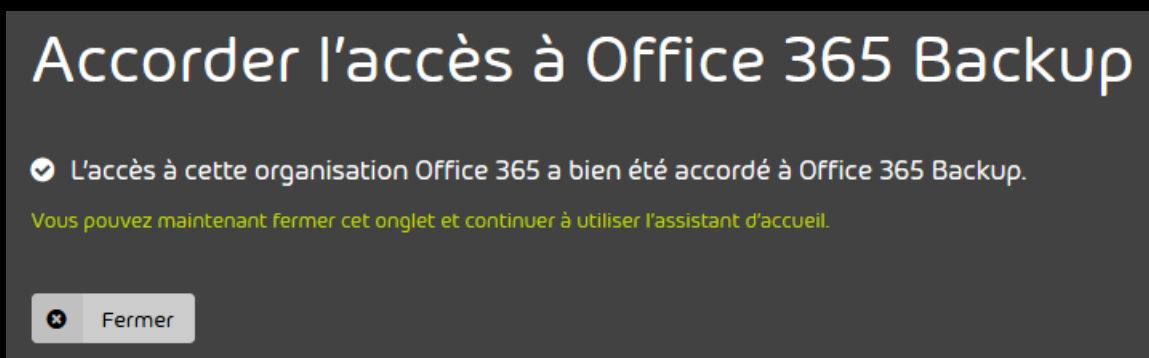 Accorder l'accès à Office 365 Backup
L'accès à cette organisation Office 365 a bien été accordé à Office 365 Backup.
Vous pouvez maintenant fermer cet onglet et continuer à utiliser l'assistant d'accueil.
Fermer